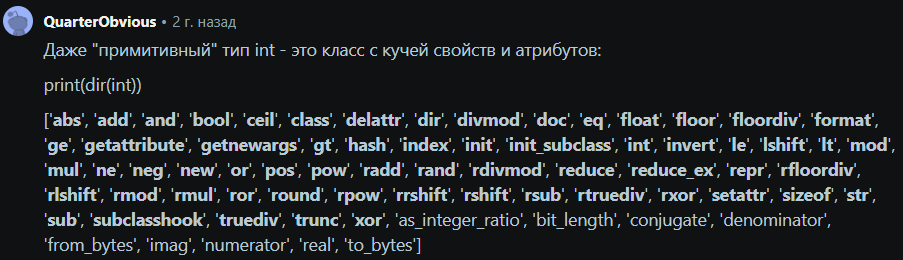 QuarterObvious • 2 г. назад
Даже "примитивный" тип int - это класс с кучей свойств и атрибутов:
print(dir(int))
['abs', 'add', 'and', 'bool', 'ceil', 'class', 'delattr', 'dir', 'divmod', 'doc', 'eq', 'float', 'floor', 'floordiv', 'format',
'ge', 'getattribute', 'getnewargs', 'gt', 'hash', 'index', 'init', 'init_subclass', 'int', 'invert', 'le', 'lshift', 'lt', 'mod',
'mul', 'ne', 'neg', 'new', 'or', 'pos', 'pow', 'radd', 'rand', 'rdivmod', 'reduce', 'reduce_ex', 'repr', 'rfloordiv',
'rlshift', 'rmod', 'rmul', 'ror', 'round', 'rpow', 'rrshift', 'rshift', 'rsub', 'rtruediv', 'rxor', 'setattr', 'sizeof', 'str',
'sub', 'subclasshook', 'truediv', 'trunc', 'xor', 'as_integer_ratio', 'bit_length', 'conjugate', 'denominator',
'from_bytes', 'imag', 'numerator', 'real', 'to_bytes']